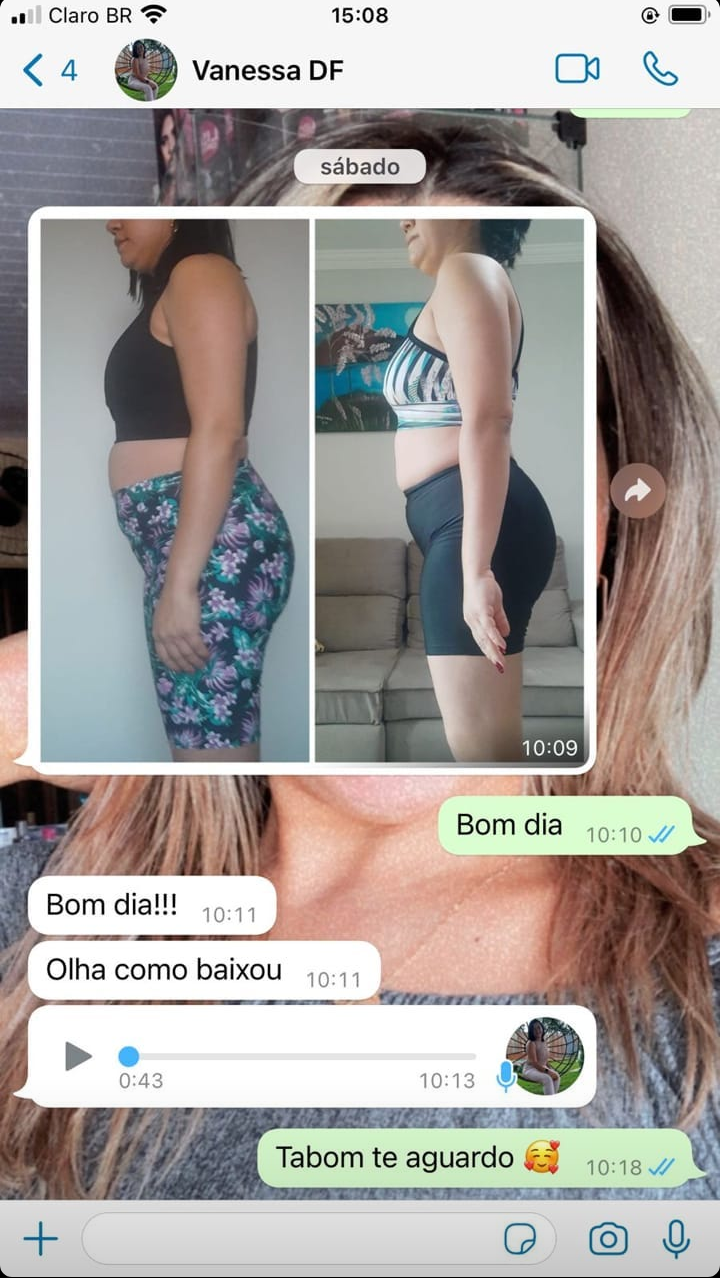 Claro BR
15:08
4
Vanessa DF
sábado
10:09
Bom dia 10:10
Bom dia!!! 10:11
Olha como baixou 10:11
0:43 10:13
Tabom te aguardo 🥰 10:18